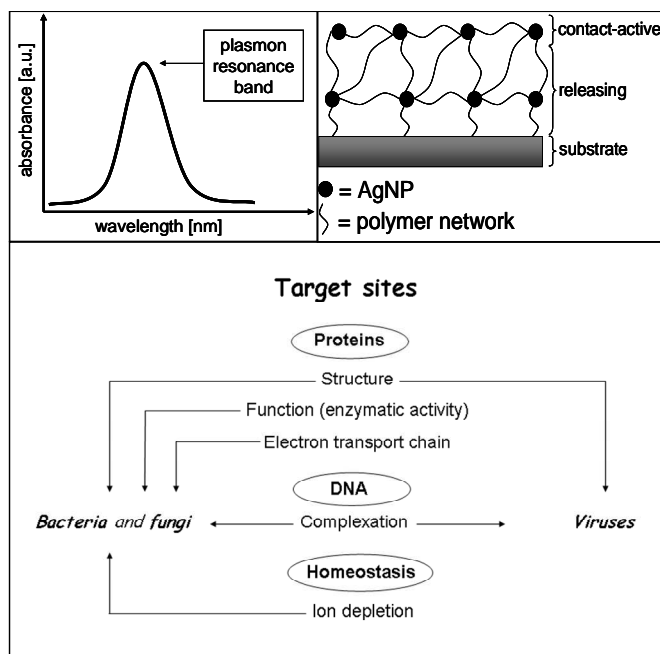 absorbance [a.u.]
plasmon
resonance
band
wavelength [nm]
contact-active
releasing
substrate
= AgNP
= polymer network
Target sites
Proteins
Structure
Function (enzymatic activity)
Electron transport chain
DNA
Bacteria and fungi
Complexation
Viruses
Homeostasis
Ion depletion